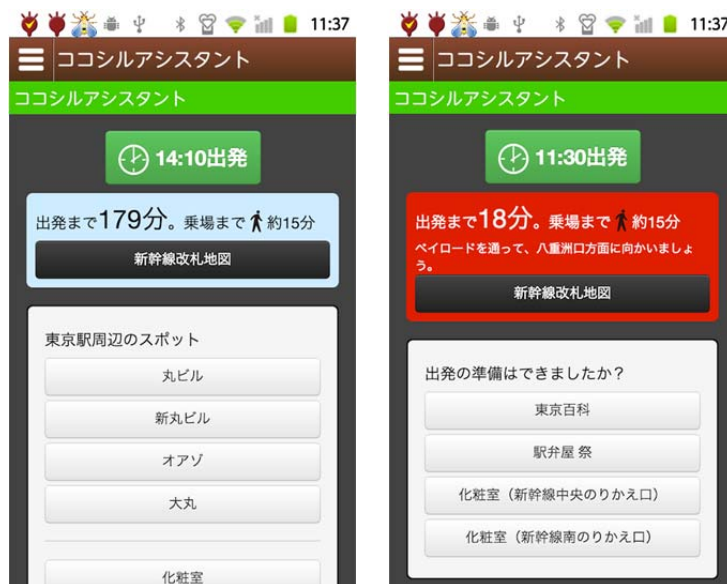 11:37
ココシルアシスタント
ココシルアシスタント
14:10出発
出発まで179分。乗場まで 約15分
新幹線改札地図
東京駅周辺のスポット
丸ビル
新丸ビル
オアゾ
大丸
化粧室
11:37
ココシルアシスタント
ココシルアシスタント
11:30出発
出発まで18分。乗場まで 約15分
ベイロードを通って、八重洲口方面に向かいましょ
う。
新幹線改札地図
出発の準備はできましたか？
東京百科
駅弁屋 祭
化粧室（新幹線中央のりかえ口）
化粧室（新幹線南のりかえ口）